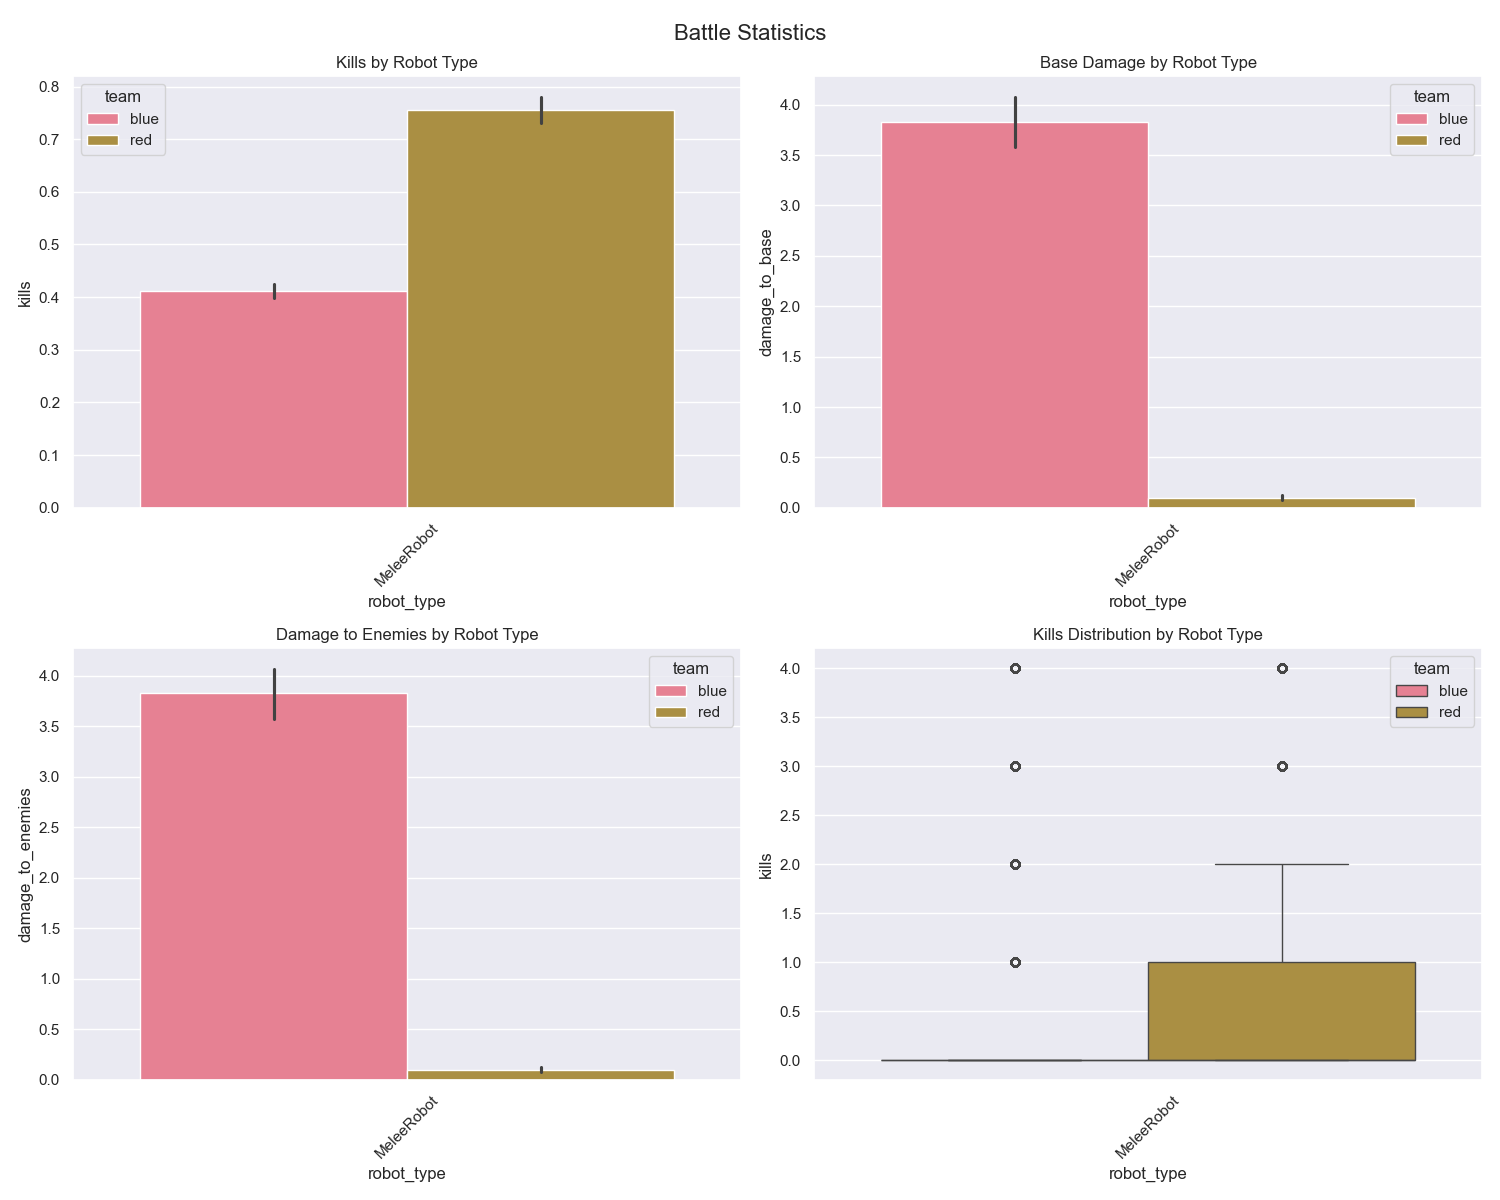 Battle Statistics
Kills by Robot Type
team
blue
red
0.8
0.7
0.6
0.5
0.4
0.3
0.2
0.1
0.0
kills
MeleeRobot
robot_type
Base Damage by Robot Type
team
blue
red
4.0
3.5
3.0
2.5
2.0
1.5
1.0
0.5
0.0
damage_to_base
MeleeRobot
robot_type
Damage to Enemies by Robot Type
team
blue
red
4.0
3.5
3.0
2.5
2.0
1.5
1.0
0.5
0.0
damage_to_enemies
MeleeRobot
robot_type
Kills Distribution by Robot Type
team
blue
red
4.0
3.5
3.0
2.5
2.0
1.5
1.0
0.5
0.0
kills
MeleeRobot
robot_type